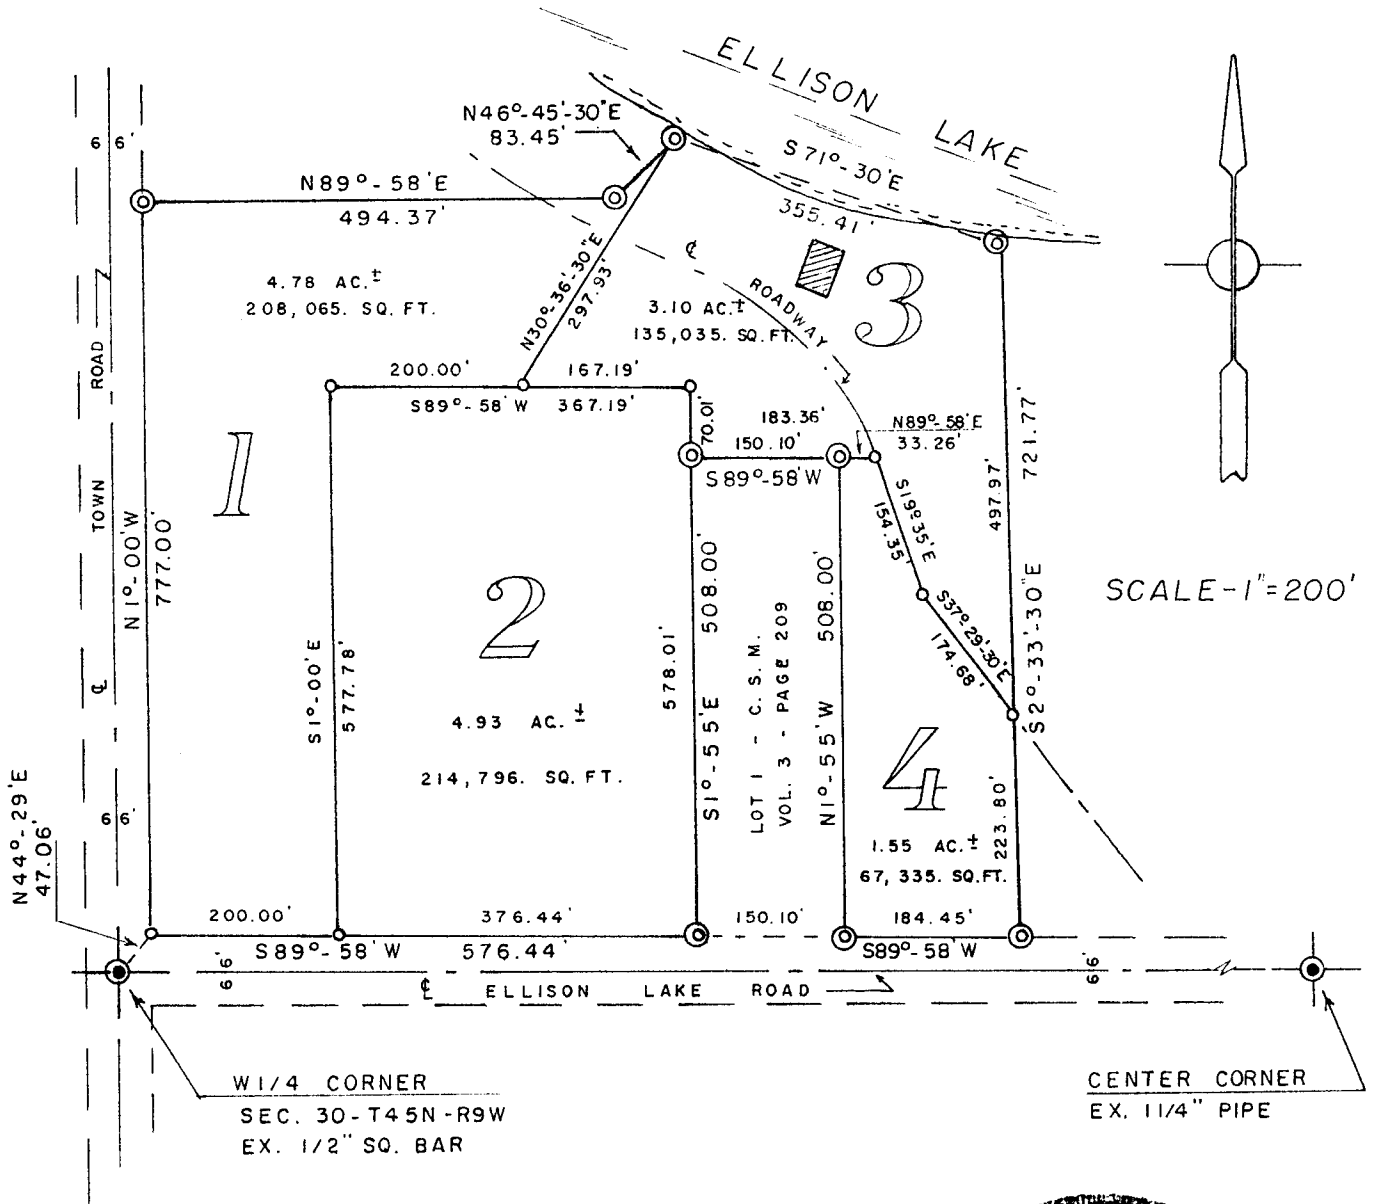 ELLISON LAKE
N46°-45'-30"E
83.45'
S71°-30'E
355.41'
66'
N89°-58'E
494.37'
4.78 AC.±
208,065. SQ. FT.
N30°-36'-30"E
297.93'
℄
ROADWAY
3
3.10 AC.±
135,035. SQ. FT.
200.00'
167.19'
S89°-58'W 367.19'
70.01'
183.36'
150.10'
S89°-58'W
N89°-58'E
33.26'
497.97'
721.77'
S2°-33'-30"E
S19°35'E
154.35'
S37°29'-30"E
174.68'
SCALE-1"=200'
℄ TOWN ROAD
N1°-00'W
777.00'
1
S1°-00'E
577.78'
2
4.93 AC.±
214,796. SQ. FT.
578.01'
S1°-55'E 508.00'
LOT 1 - C. S. M.
VOL. 3 - PAGE 209
N1°-55'W 508.00'
4
1.55 AC.±
67,335. SQ. FT.
223.80'
66'
N44°-29'E
47.06'
200.00'
376.44'
150.10'
184.45'
S89°-58'W 576.44'
S89°-58'W
66'
66'
℄ ELLISON LAKE ROAD
W1/4 CORNER
SEC. 30-T45N-R9W
EX. 1/2" SQ. BAR
CENTER CORNER
EX. 11/4" PIPE